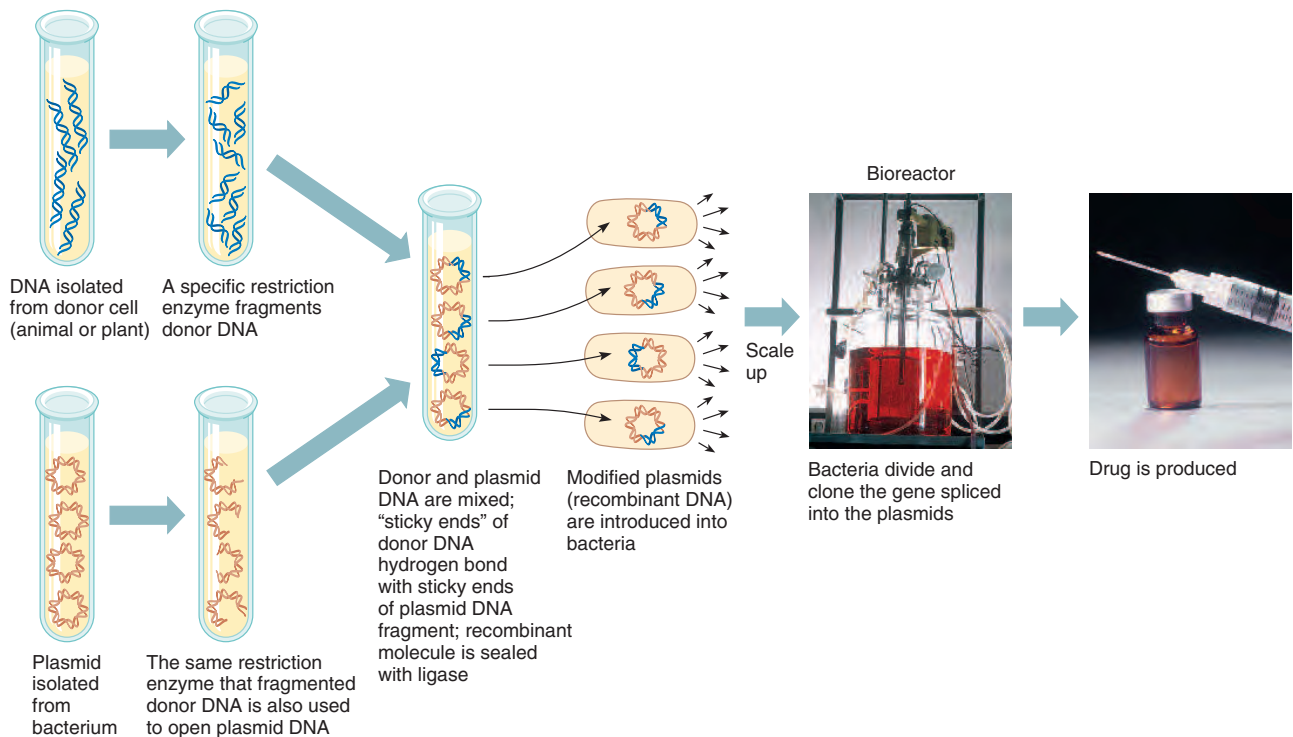 DNA isolated
from donor cell
(animal or plant)
A specific restriction
enzyme fragments
donor DNA
Plasmid
isolated
from
bacterium
The same restriction
enzyme that fragmented
donor DNA is also used
to open plasmid DNA
Donor and plasmid
DNA are mixed;
“sticky ends” of
donor DNA
hydrogen bond
with sticky ends
of plasmid DNA
fragment; recombinant
molecule is sealed
with ligase
Modified plasmids
(recombinant DNA)
are introduced into
bacteria
Scale
up
Bioreactor
Bacteria divide and
clone the gene spliced
into the plasmids
Drug is produced